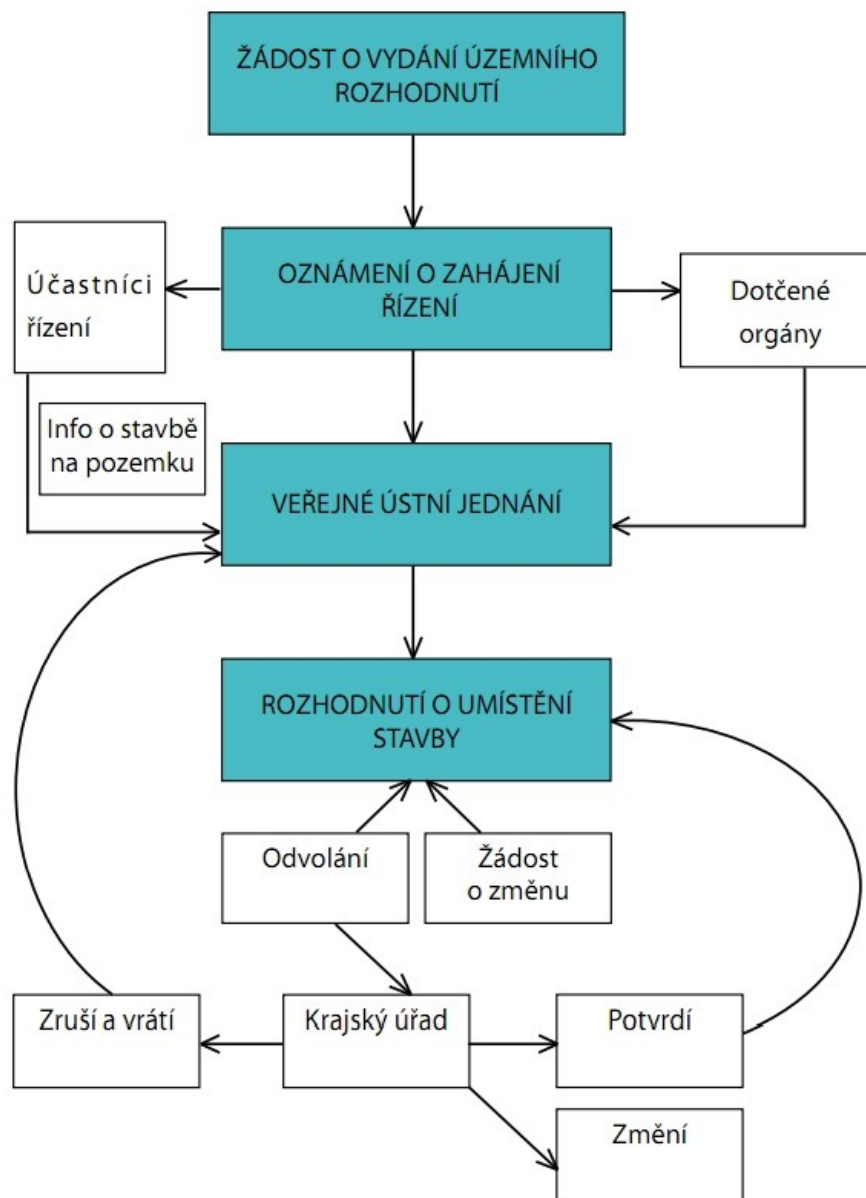 ŽÁDOST O VYDÁNÍ ÚZEMNÍHO
ROZHODNUTÍ
OZNÁMENÍ O ZAHÁJENÍ
ŘÍZENÍ
Účastníci
řízení
Dotčené
orgány
Info o stavbě
na pozemku
VEŘEJNÉ ÚSTNÍ JEDNÁNÍ
ROZHODNUTÍ O UMÍSTĚNÍ
STAVBY
Odvolání
Žádost
o změnu
Zruší a vrátí
Krajský úřad
Potvrdí
Změní